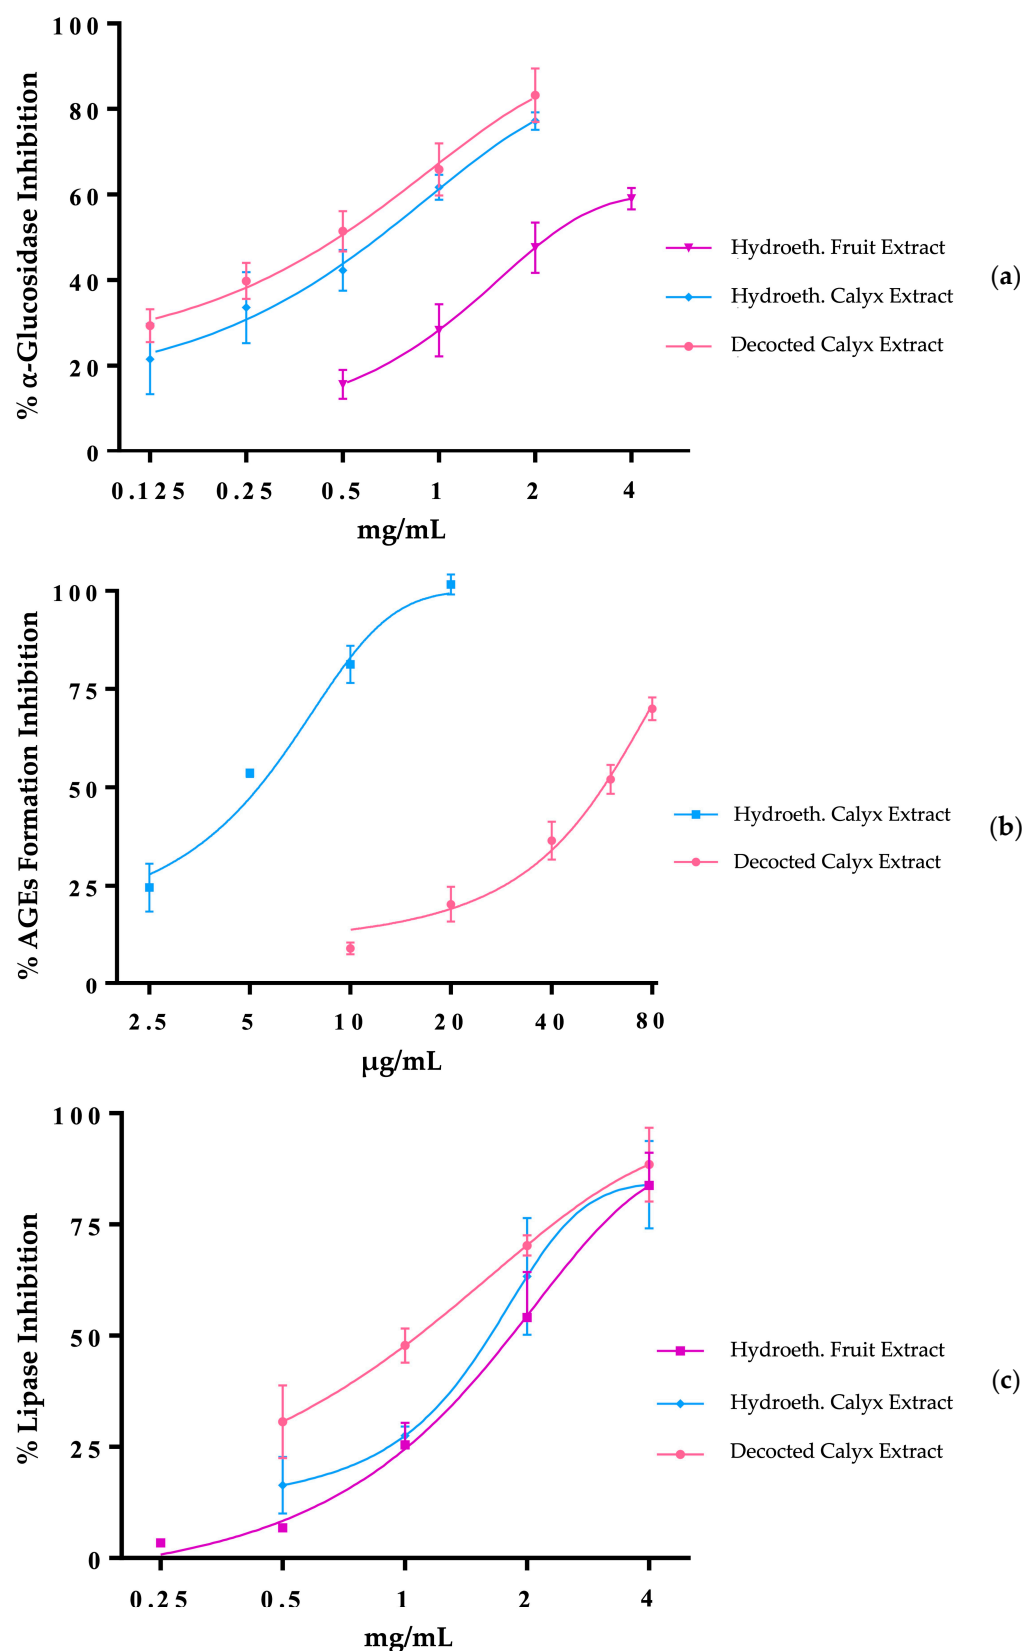 % α-Glucosidase Inhibition
100
80
60
40
20
0
0.125 0.25 0.5 1 2 4
mg/mL
Hydroeth. Fruit Extract
Hydroeth. Calyx Extract
Decocted Calyx Extract
(a)
% AGEs Formation Inhibition
100
75
50
25
0
2.5 5 10 20 40 80
µg/mL
Hydroeth. Calyx Extract
Decocted Calyx Extract
(b)
% Lipase Inhibition
100
75
50
25
0
0.25 0.5 1 2 4
mg/mL
Hydroeth. Fruit Extract
Hydroeth. Calyx Extract
Decocted Calyx Extract
(c)